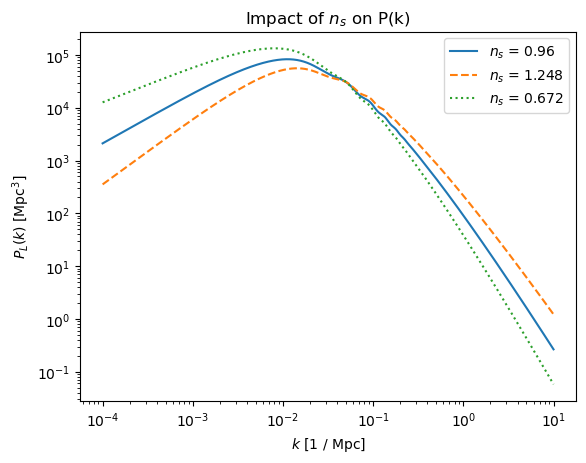 Impact of $n_s$ on P(k)
$n_s$ = 0.96
$n_s$ = 1.248
$n_s$ = 0.672
$P_L(k)$ [Mpc$^3$]
$10^5$
$10^4$
$10^3$
$10^2$
$10^1$
$10^0$
$10^{-1}$
$10^{-4}$
$10^{-3}$
$10^{-2}$
$10^{-1}$
$10^0$
$10^1$
$k$ [1 / Mpc]